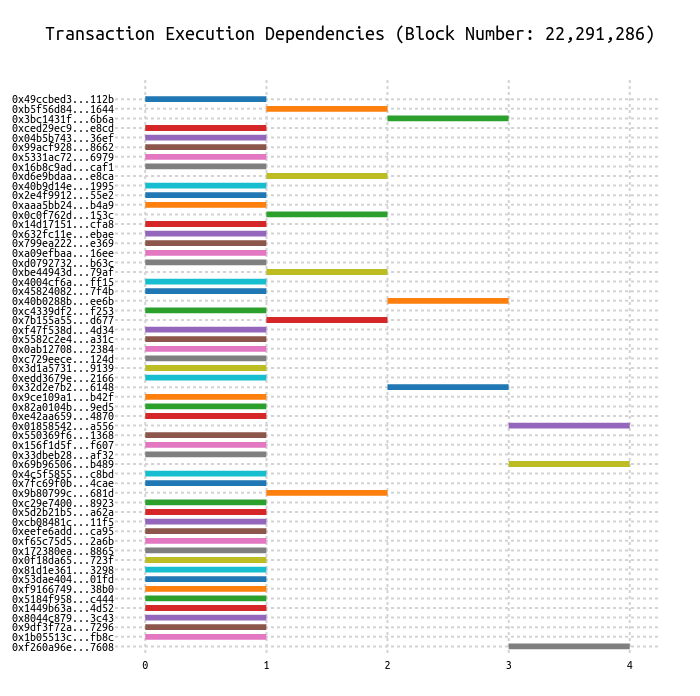 Transaction Execution Dependencies (Block Number: 22,291,286)
0x49ccbed3...112b
0xb5f56d84...1644
0x3bc1431f...6b6a
0xced29ec9...e8cd
0x04b5b743...36ef
0x99acf928...8662
0x5331ac72...6979
0x16b8c9ad...caf1
0xd6e9bdaa...e8ca
0x40b9d14e...1995
0x2e4f9912...55e2
0xaaa5bb24...b4a9
0x0c0f762d...153c
0x14d17151...cfa8
0x632fc11e...ebae
0x799ea222...e369
0xa09efbaa...16ee
0xd0792732...b63c
0xbe44943d...79af
0x4004cf6a...ff15
0x45824082...7f4b
0x40b0288b...ee6b
0xc4339df2...f253
0x7b155a55...d677
0xf47f538d...4d34
0x5582c2e4...a31c
0x0ab12708...2384
0xc729eece...124d
0x3d1a5731...9139
0xedd3679e...2166
0x32d2e7b2...6148
0x9ce109a1...b42f
0x82a0104b...9ed5
0xe42aa659...4870
0x01858542...a556
0x550369f6...1368
0x156f1d5f...f607
0x33dbeb28...af32
0x69b96506...b489
0x4c5f5855...c8bd
0x7fc69f0b...4cae
0x9b80799c...681d
0xc29e7400...8923
0x5d2b21b5...a62a
0xcb08481c...11f5
0xeefe6add...ca95
0xf65c75d5...2a6b
0x172380ea...8865
0x0f18da65...723f
0x81d1e361...3298
0x53dae404...01fd
0xf9166749...38b0
0x5184f958...c444
0x1449b63a...4d52
0x8044c879...3c43
0x9df3f72a...7296
0x1b05513c...fb8c
0xf260a96e...7608
0 1 2 3 4